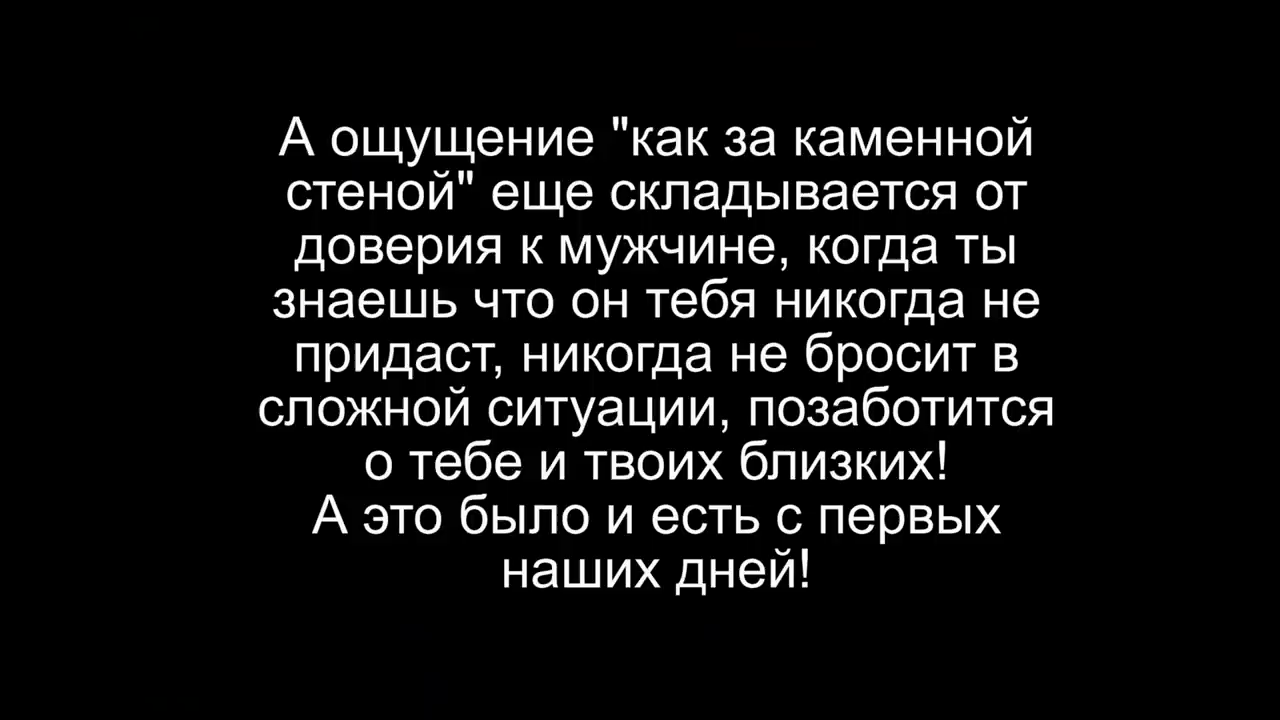 А ощущение "как за каменной
стеной" еще складывается от
доверия к мужчине, когда ты
знаешь что он тебя никогда не
придаст, никогда не бросит в
сложной ситуации, позаботится
о тебе и твоих близких!
А это было и есть с первых
наших дней!